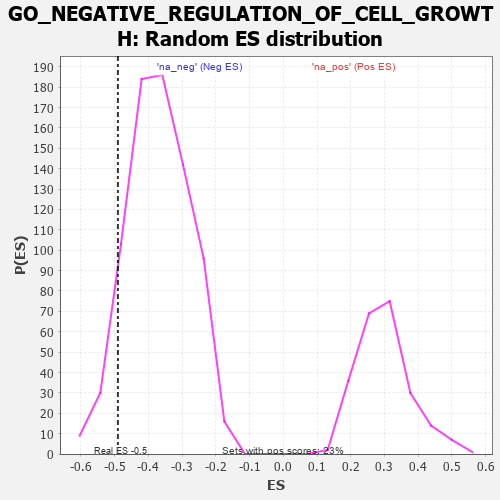 GO_NEGATIVE_REGULATION_OF_CELL_GROWT
H: Random ES distribution
'na_neg' (Neg ES)
'na_pos' (Pos ES)
190
180
170
160
150
140
130
120
110
100
90
80
70
60
50
40
30
20
10
0
P(ES)
Real ES -0.5
Sets with pos scores: 23%
-0.6 -0.5 -0.4 -0.3 -0.2 -0.1 0.0 0.1 0.2 0.3 0.4 0.5 0.6
ES